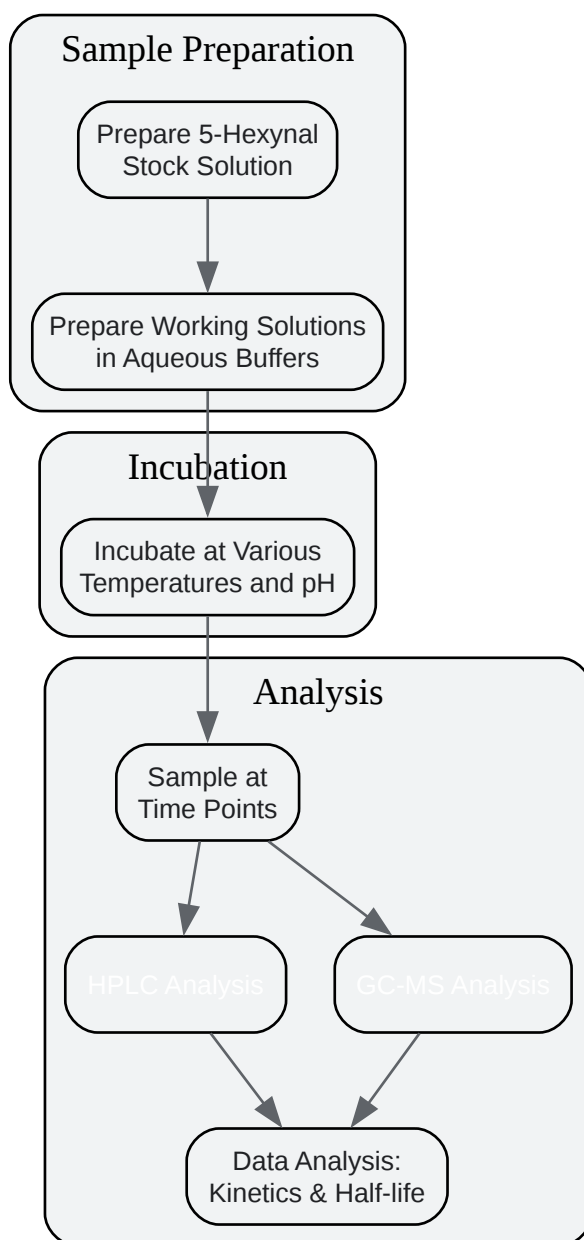 Sample Preparation
Prepare 5-Hexynal
Stock Solution
Prepare Working Solutions
in Aqueous Buffers
Incubation
Incubate at Various
Temperatures and pH
Analysis
Sample at
Time Points
HPLC Analysis
GC-MS Analysis
Data Analysis:
Kinetics & Half-life